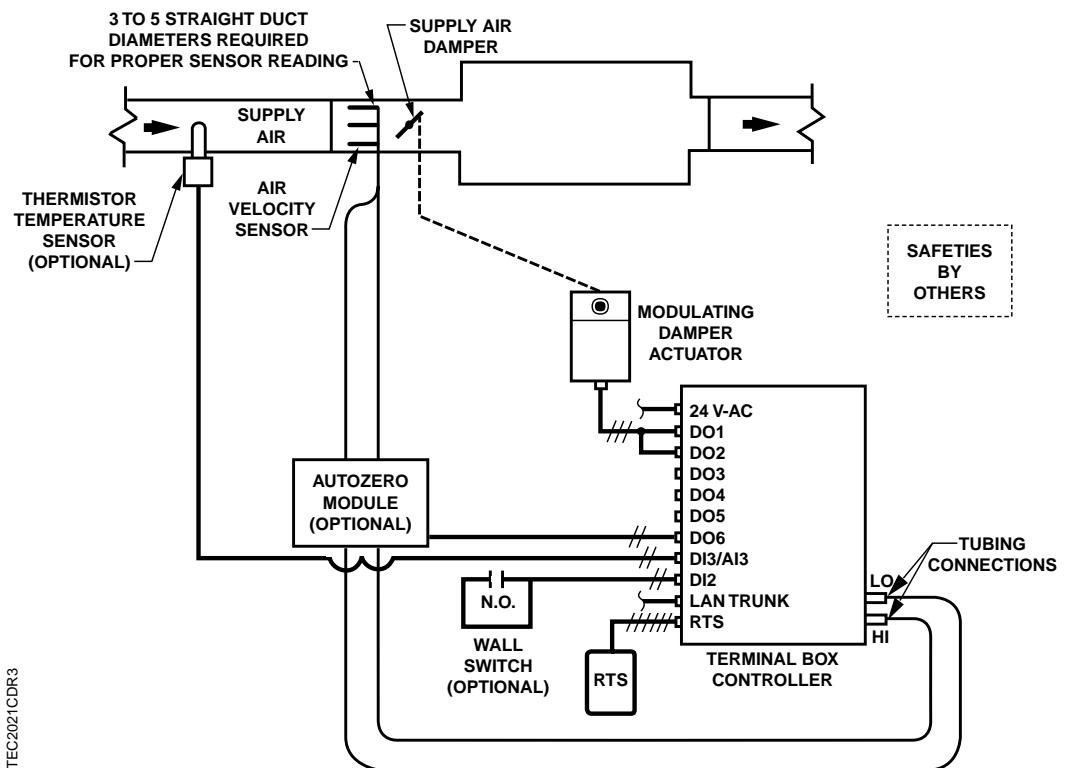 3 TO 5 STRAIGHT DUCT
DIAMETERS REQUIRED
FOR PROPER SENSOR READING
SUPPLY AIR
DAMPER
SUPPLY
AIR
THERMISTOR
TEMPERATURE
SENSOR
(OPTIONAL)
AIR
VELOCITY
SENSOR
SAFETIES
BY
OTHERS
MODULATING
DAMPER
ACTUATOR
24 V-AC
DO1
DO2
DO3
DO4
DO5
DO6
DI3/AI3
DI2
LAN TRUNK
RTS
AUTOZERO
MODULE
(OPTIONAL)
TUBING
CONNECTIONS
LO
HI
N.O.
WALL
SWITCH
(OPTIONAL)
RTS
TERMINAL BOX
CONTROLLER
TEC2021CDR3